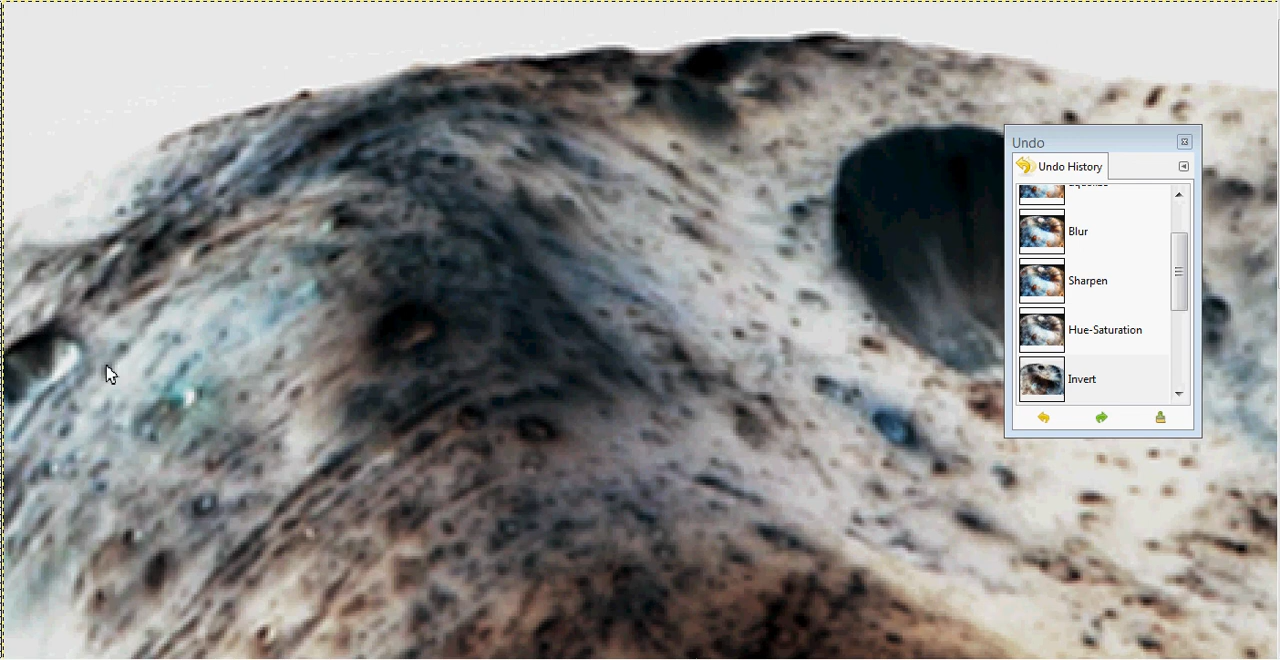 Undo
Undo History
Blur
Sharpen
Hue-Saturation
Invert